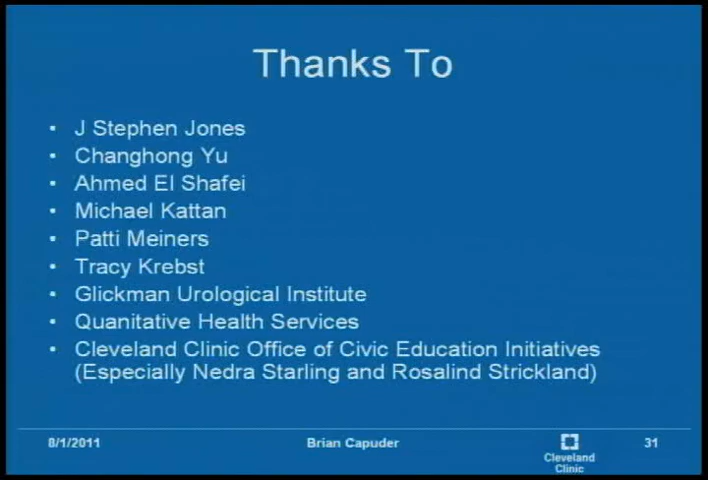 Thanks To
• J Stephen Jones
• Changhong Yu
• Ahmed El Shafei
• Michael Kattan
• Patti Meiners
• Tracy Krebst
• Glickman Urological Institute
• Quanitative Health Services
• Cleveland Clinic Office of Civic Education Initiatives
(Especially Nedra Starling and Rosalind Strickland)
8/1/2011
Brian Capuder
Cleveland
Clinic
31